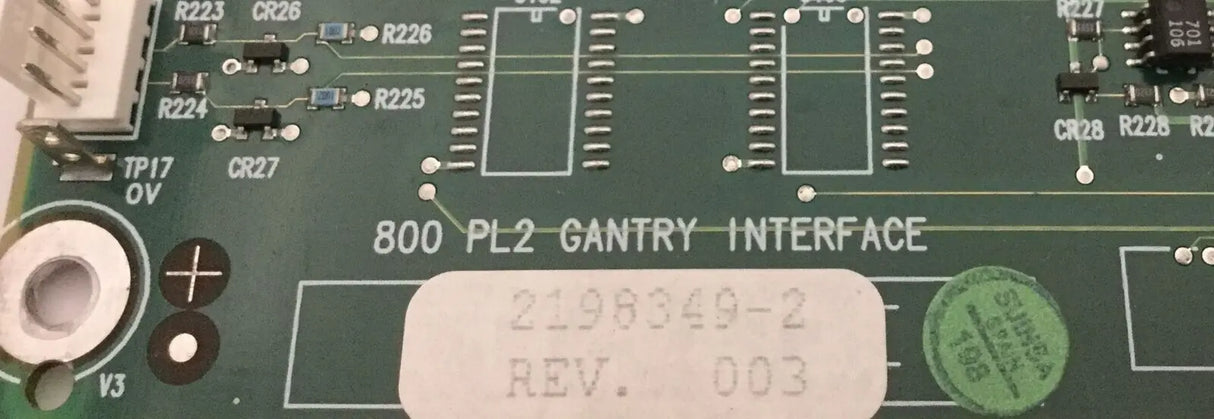 R223
CR26
R226
R227
701
106
R224
R225
CR27
CR28
R228
TP17
0V
800 PL2 GANTRY INTERFACE
2198349-2
REV. 003
V3
198